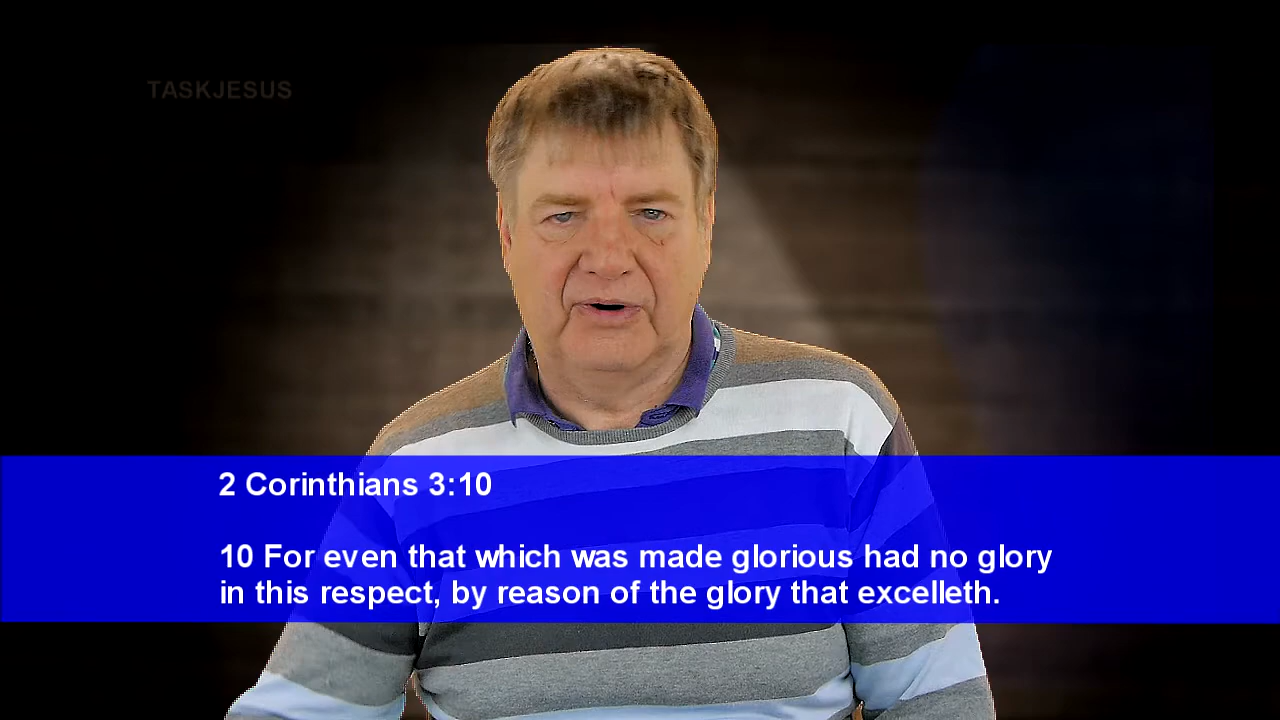 TASKJESUS
2 Corinthians 3:10
10 For even that which was made glorious had no glory
in this respect, by reason of the glory that excelleth.